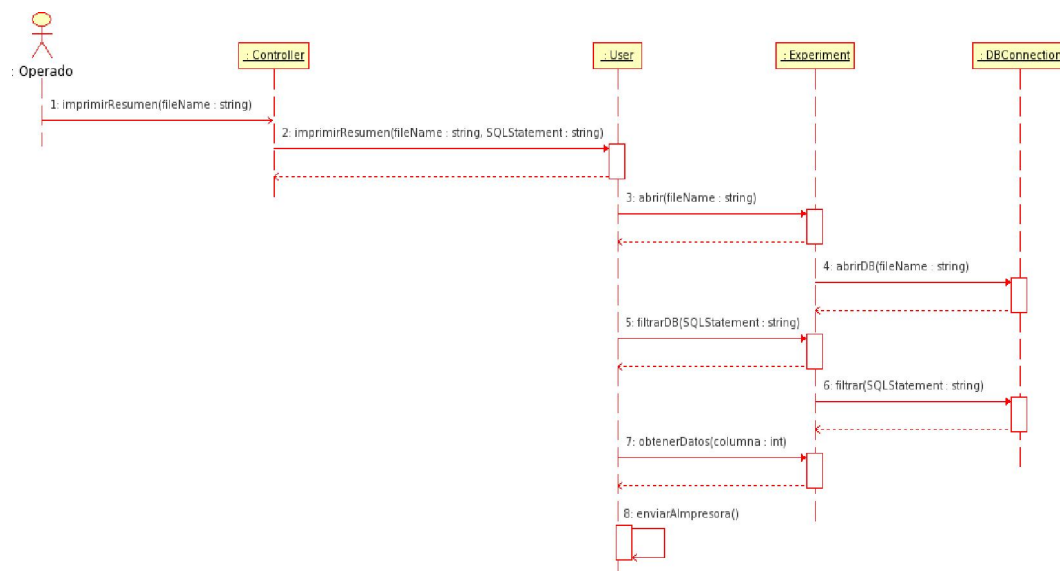 : Operado
: Controller
: User
: Experiment
: DBConnection
1: imprimirResumen(fileName : string)
2: imprimirResumen(fileName : string, SQLStatement : string)
3: abrir(fileName : string)
4: abrirDB(fileName : string)
5: filtrarDB(SQLStatement : string)
6: filtrar(SQLStatement : string)
7: obtenerDatos(columna : int)
8: enviarAImpresora()